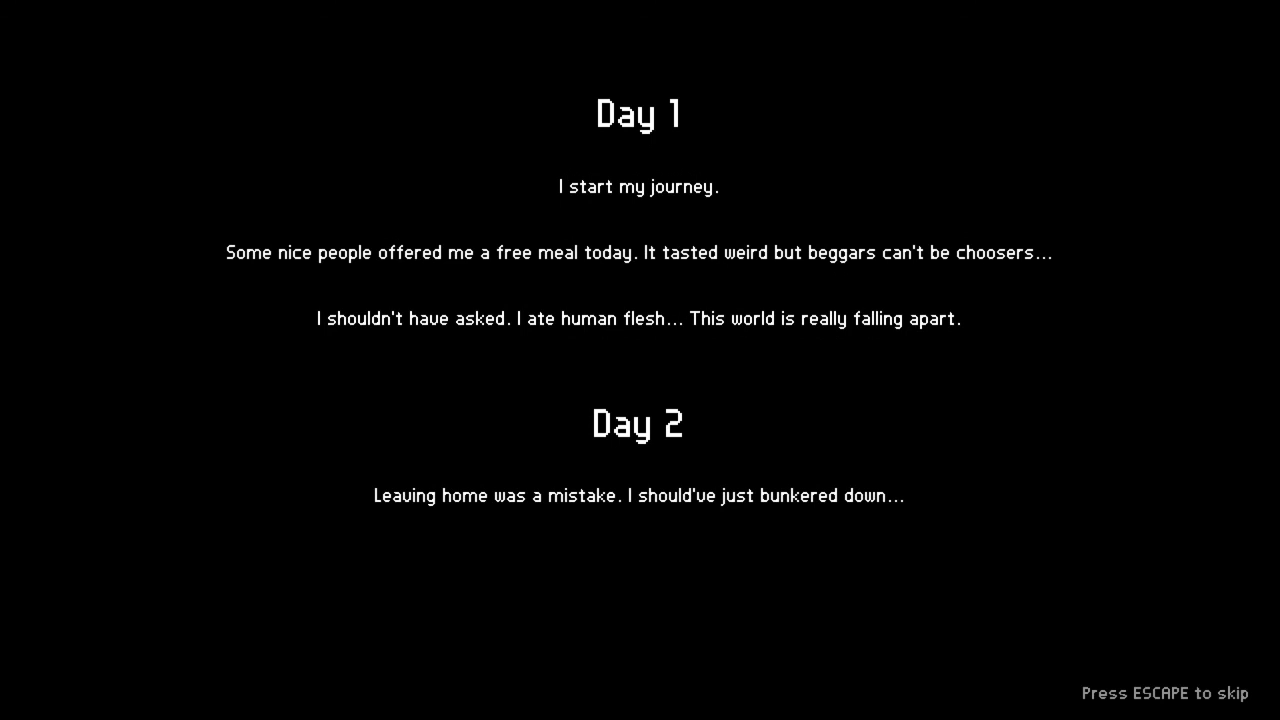 Day 1
I start my journey.
Some nice people offered me a free meal today. It tasted weird but beggars can't be choosers...
I shouldn't have asked. I ate human flesh... This world is really falling apart.
Day 2
Leaving home was a mistake. I should've just bunkered down...
Press ESCAPE to skip